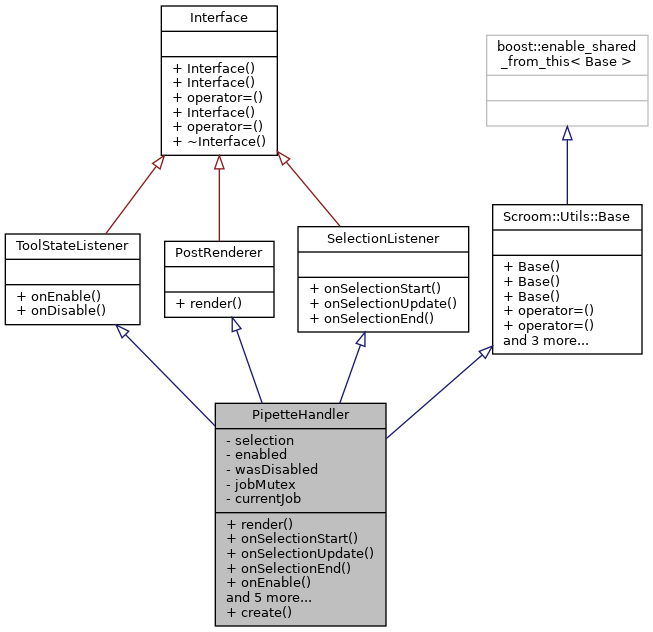 Interface
+ Interface()
+ Interface()
+ operator=()
+ Interface()
+ operator=()
+ ~Interface()
boost::enable_shared
_from_this< Base >
ToolStateListener
+ onEnable()
+ onDisable()
PostRenderer
+ render()
SelectionListener
+ onSelectionStart()
+ onSelectionUpdate()
+ onSelectionEnd()
Scroom::Utils::Base
+ Base()
+ Base()
+ Base()
+ operator=()
+ operator=()
and 3 more...
PipetteHandler
- selection
- enabled
- wasDisabled
- jobMutex
- currentJob
+ render()
+ onSelectionStart()
+ onSelectionUpdate()
+ onSelectionEnd()
+ onEnable()
and 5 more...
+ create()